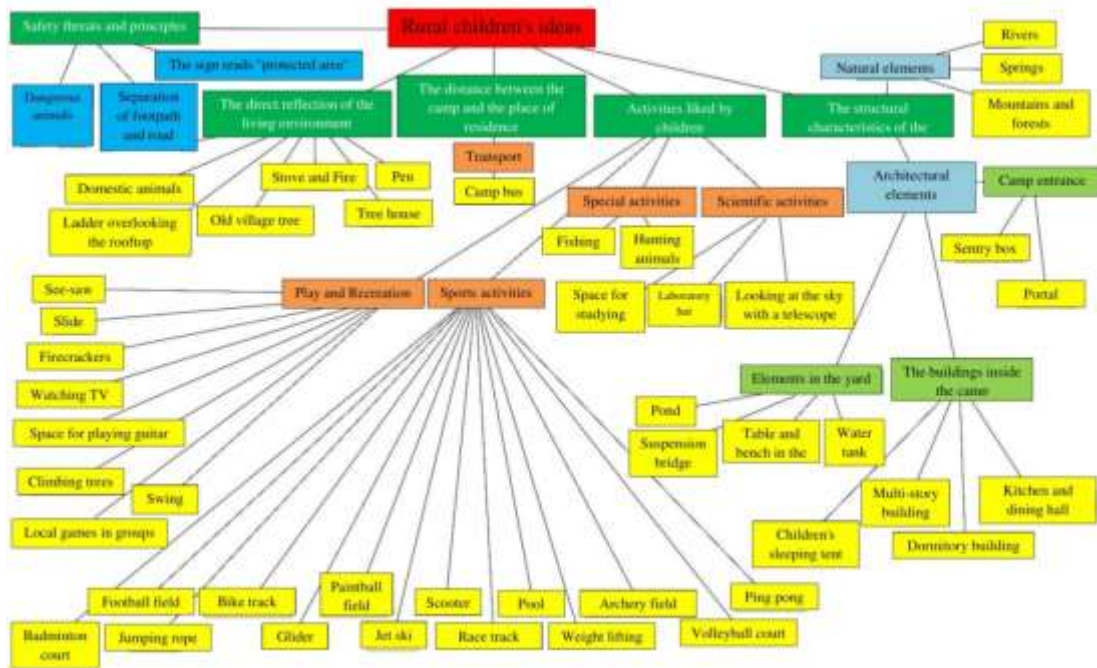 Rural children's ideas
Safety threats and principles
The sign reads "protected area"
Dangerous
animals
Separation
of footpath
and road
The direct reflection of the
living environment
The distance between the
camp and the place of
residence
Activities liked by
children
The structural
characteristics of the
Natural elements
Rivers
Springs
Mountains and
forests
Domestic animals
Ladder overlooking
the rooftop
Old village tree
Stove and Fire
Tree house
Pen
Transport
Camp bus
Special activities
Fishing
Hunting
animals
Scientific activities
Space for
studying
Laboratory
hut
Looking at the sky
with a telescope
Architectural
elements
Camp entrance
Sentry box
Portal
Play and Recreation
Sports activities
See-saw
Slide
Firecrackers
Watching TV
Space for playing guitar
Climbing trees
Swing
Local games in groups
Elements in the yard
Pond
Suspension
bridge
Table and
bench in the
Water
tank
The buildings inside
the camp
Children's
sleeping tent
Multi-story
building
Dormitory building
Kitchen and
dining hall
Badminton
court
Football field
Jumping rope
Bike track
Glider
Paintball
field
Jet ski
Scooter
Race track
Pool
Weight lifting
Archery field
Volleyball court
Ping pong